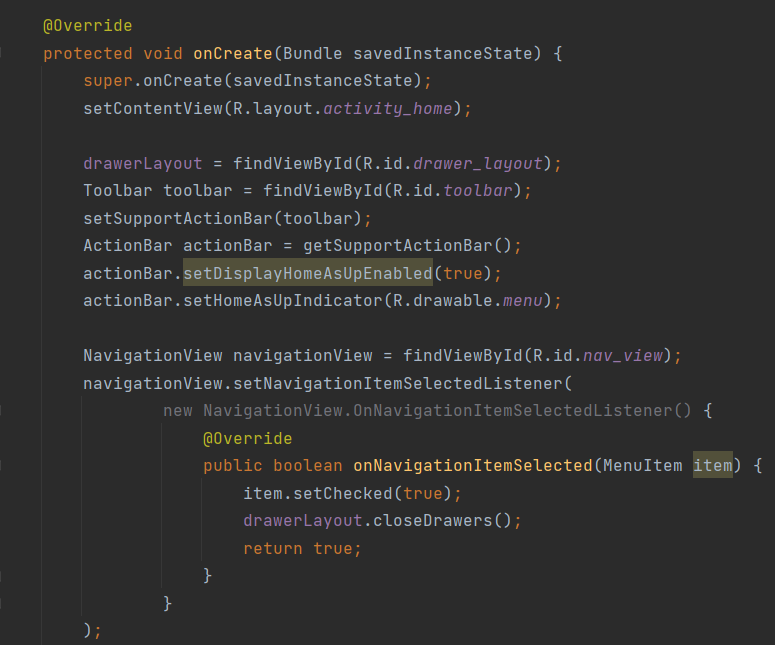 @Override
protected void onCreate(Bundle savedInstanceState) {
super.onCreate(savedInstanceState);
setContentView(R.layout.activity_home);
drawerLayout = findViewById(R.id.drawer_layout);
Toolbar toolbar = findViewById(R.id.toolbar);
setSupportActionBar(toolbar);
ActionBar actionBar = getSupportActionBar();
actionBar.setDisplayHomeAsUpEnabled(true);
actionBar.setHomeAsUpIndicator(R.drawable.menu);
NavigationView navigationView = findViewById(R.id.nav_view);
navigationView.setNavigationItemSelectedListener(
new NavigationView.OnNavigationItemSelectedListener() {
@Override
public boolean onNavigationItemSelected(MenuItem item) {
item.setChecked(true);
drawerLayout.closeDrawers();
return true;
}
}
);